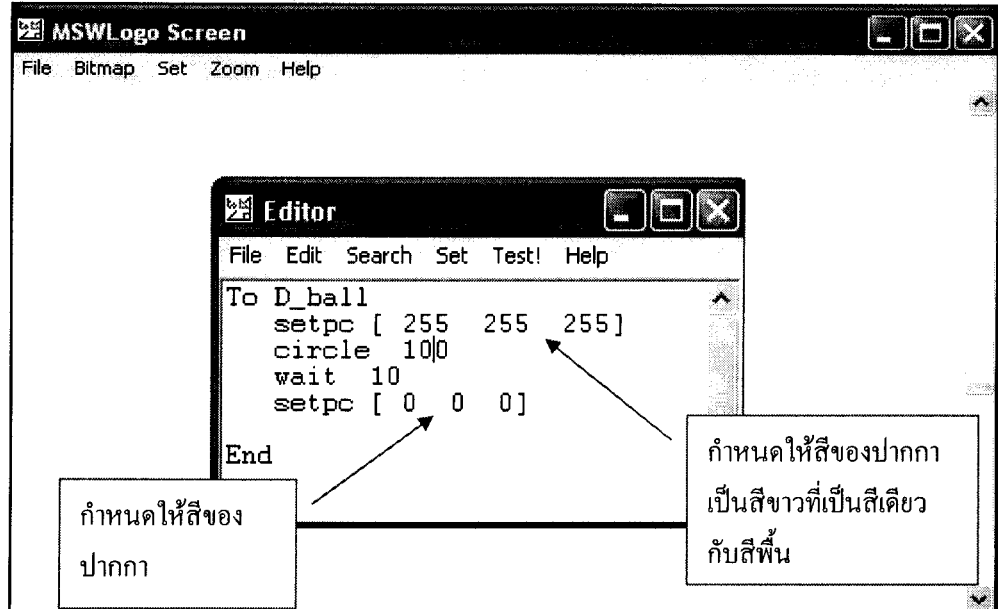 MSWLogo Screen
File Bitmap Set Zoom Help
Editor
File Edit Search Set Test! Help
To D_ball
setpc [ 255 255 255]
circle 100
wait 10
setpc [ 0 0 0]
End
กำหนดให้สีของ
ปากกา
กำหนดให้สีของปากกา
เป็นสีขาวที่เป็นสีเดียว
กับสีพื้น